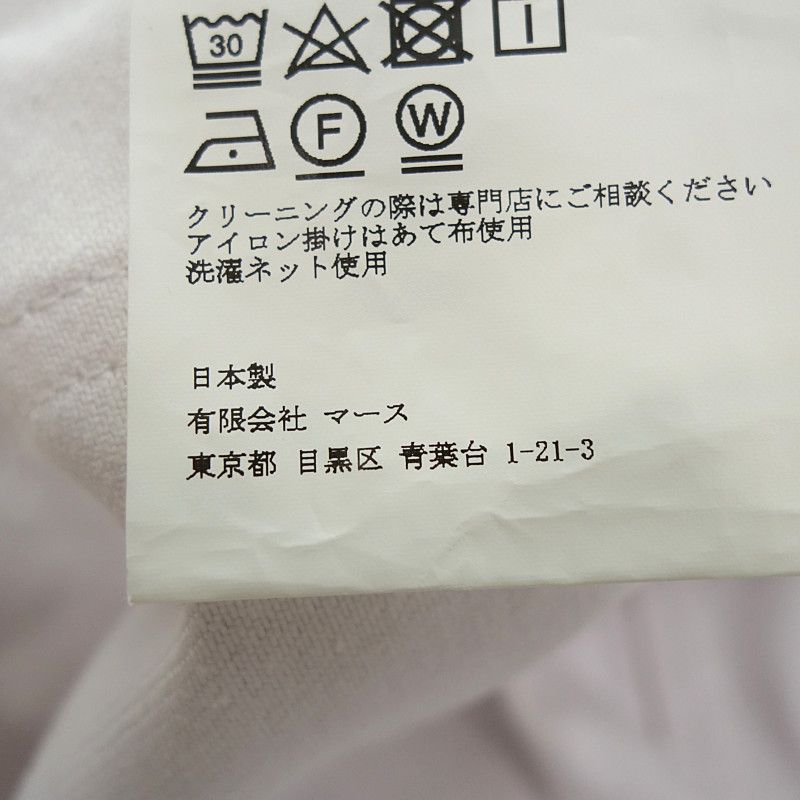 30
F W
クリーニングの際は専門店にご相談ください
アイロン掛けはあて布使用
洗濯ネット使用
日本製
有限会社 マース
東京都 目黒区 青葉台 1-21-3